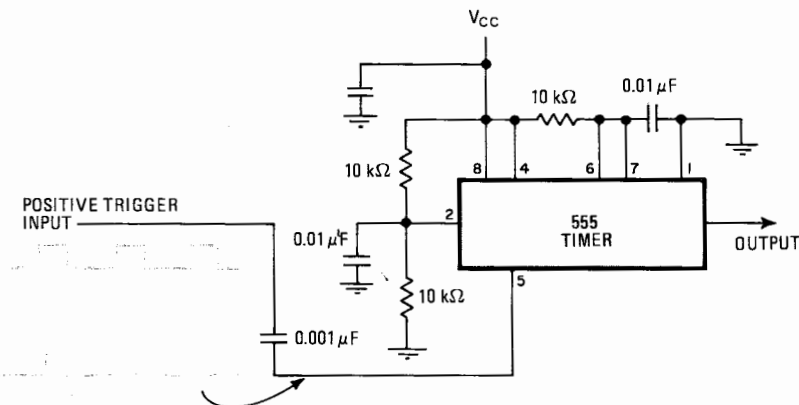 VCC
10 kΩ
0.01 µF
10 kΩ
8
4
6
7
1
POSITIVE TRIGGER
INPUT
2
555
TIMER
OUTPUT
0.01 µF
5
10 kΩ
0.001 µF